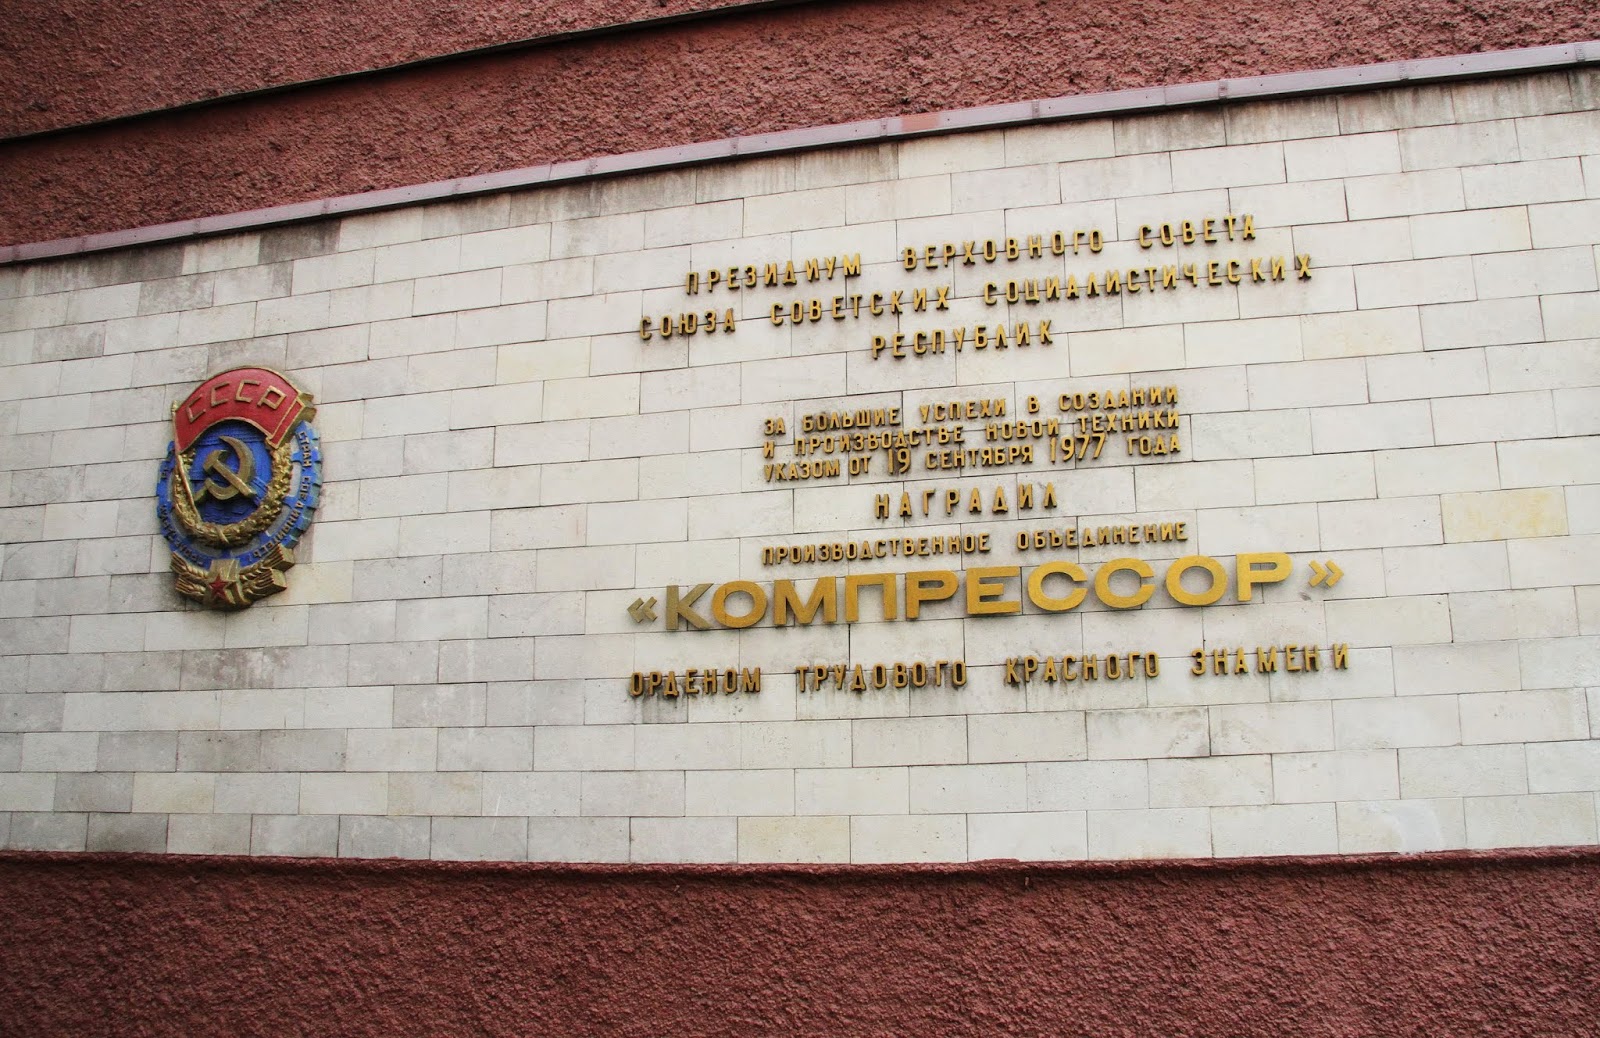 СССР
ПРЕЗИДИУМ ВЕРХОВНОГО СОВЕТА
СОЮЗА СОВЕТСКИХ СОЦИАЛИСТИЧЕСКИХ
РЕСПУБЛИК
ЗА БОЛЬШИЕ УСПЕХИ В СОЗДАНИИ
И ПРОИЗВОДСТВЕ НОВОЙ ТЕХНИКИ
УКАЗОМ ОТ 19 СЕНТЯБРЯ 1977 ГОДА
НАГРАДИЛ
ПРОИЗВОДСТВЕННОЕ ОБЪЕДИНЕНИЕ
«КОМПРЕССОР»
ОРДЕНОМ ТРУДОВОГО КРАСНОГО ЗНАМЕНИ